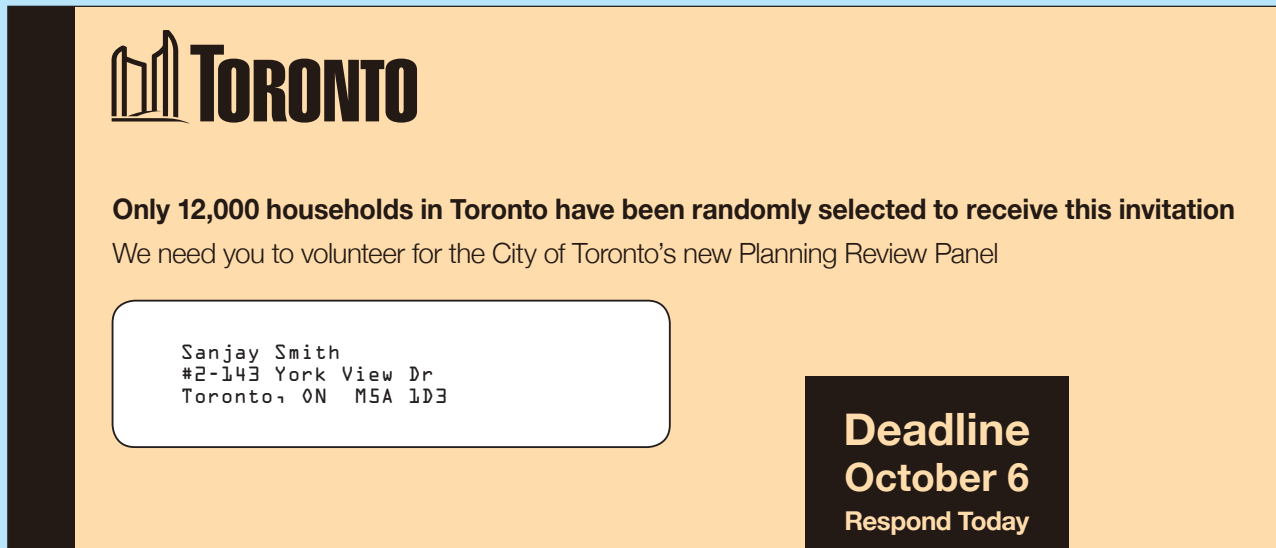 TORONTO
Only 12,000 households in Toronto have been randomly selected to receive this invitation
We need you to volunteer for the City of Toronto's new Planning Review Panel
Sanjay Smith
#2-143 York View Dr
Toronto, ON  M5A 1D3
Deadline
October 6
Respond Today